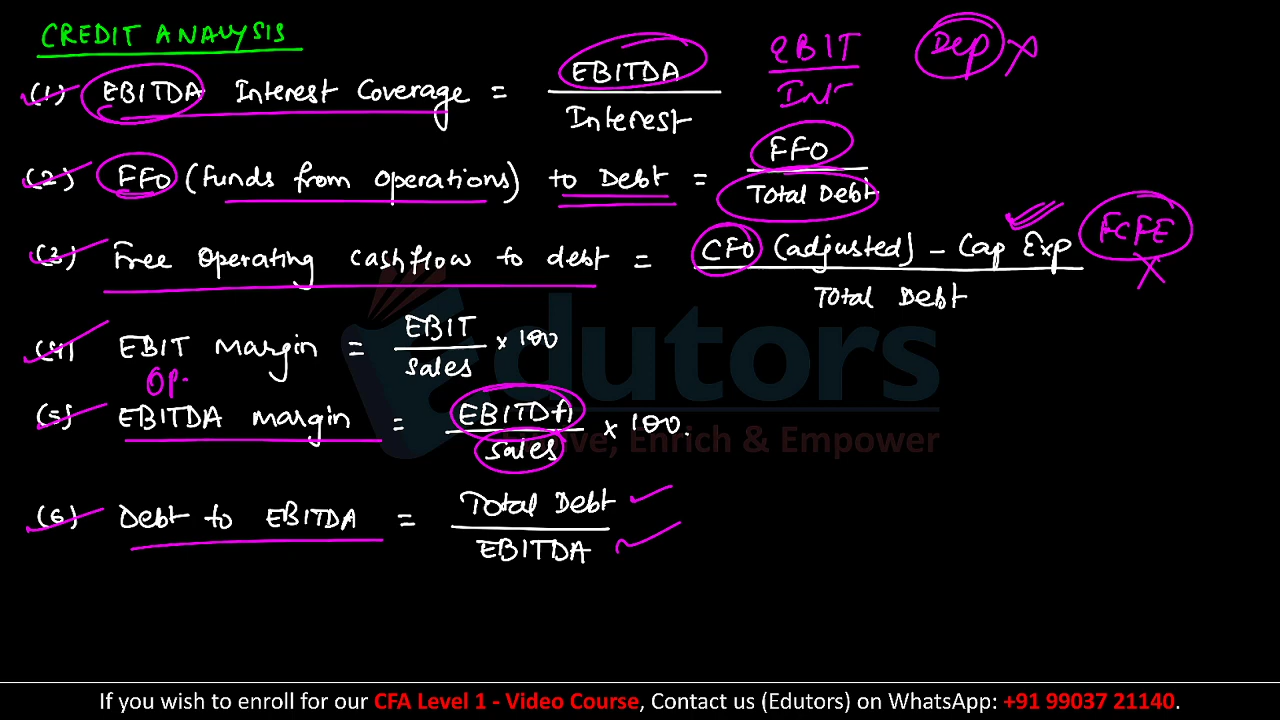 CREDIT ANALYSIS
(1) EBITDA Interest Coverage = EBITDA / Interest
EBIT / Int
Dep
(2) FFO (Funds from Operations) to Debt = FFO / Total Debt
(3) Free Operating cashflow to debt = CFO (adjusted) - Cap Exp / Total Debt
FCFE
(4) EBIT margin = EBIT / Sales × 100
Op.
(5) EBITDA margin = EBITDA / Sales × 100.
(6) Debt to EBITDA = Total Debt / EBITDA
Edutors
Enrich & Empower
If you wish to enroll for our CFA Level 1 - Video Course, Contact us (Edutors) on WhatsApp: +91 99037 21140.